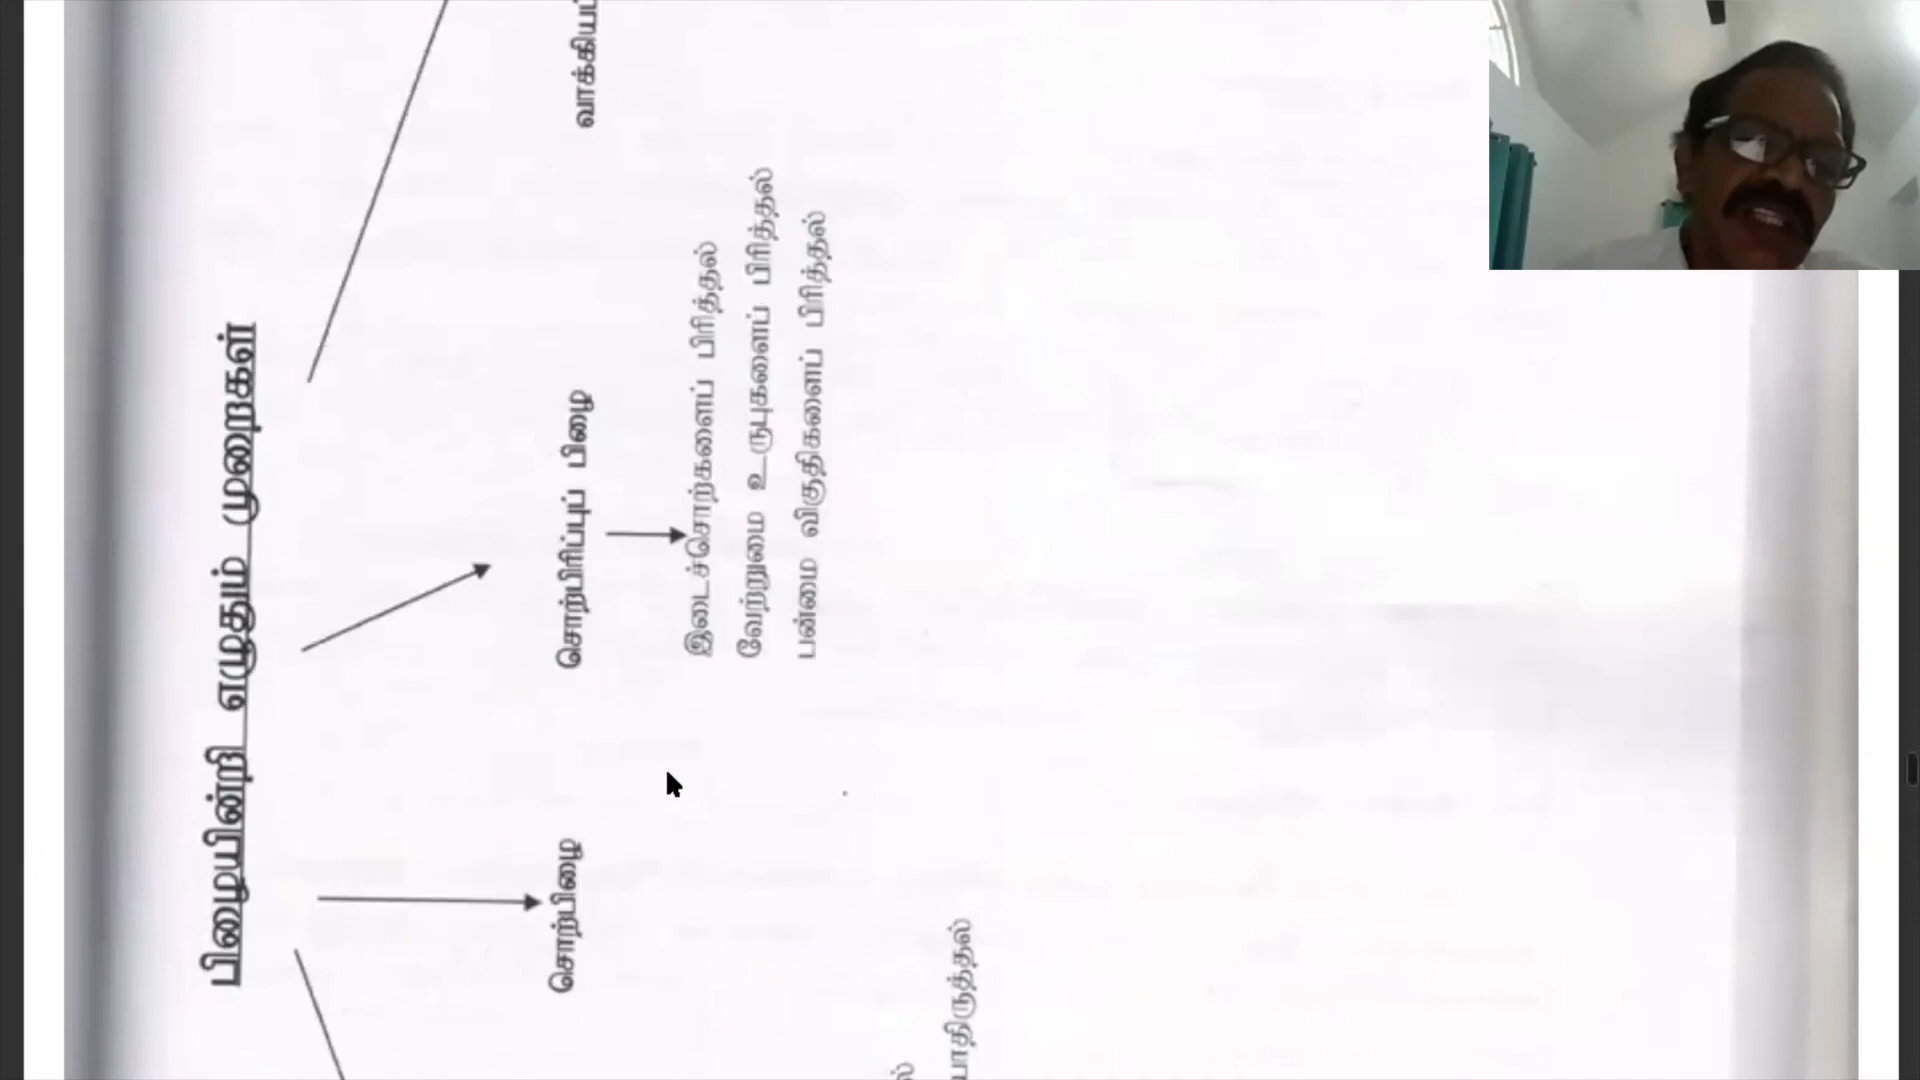 பிழையின்றி எழுதும் முறைகள்
சொற்பிழை
சொற்பிரிப்புப் பிழை
இடைச்சொற்களைப் பிரித்தல்
வேற்றுமை உருபுகளைப் பிரித்தல்
பன்மை விகுதிகளைப் பிரித்தல்